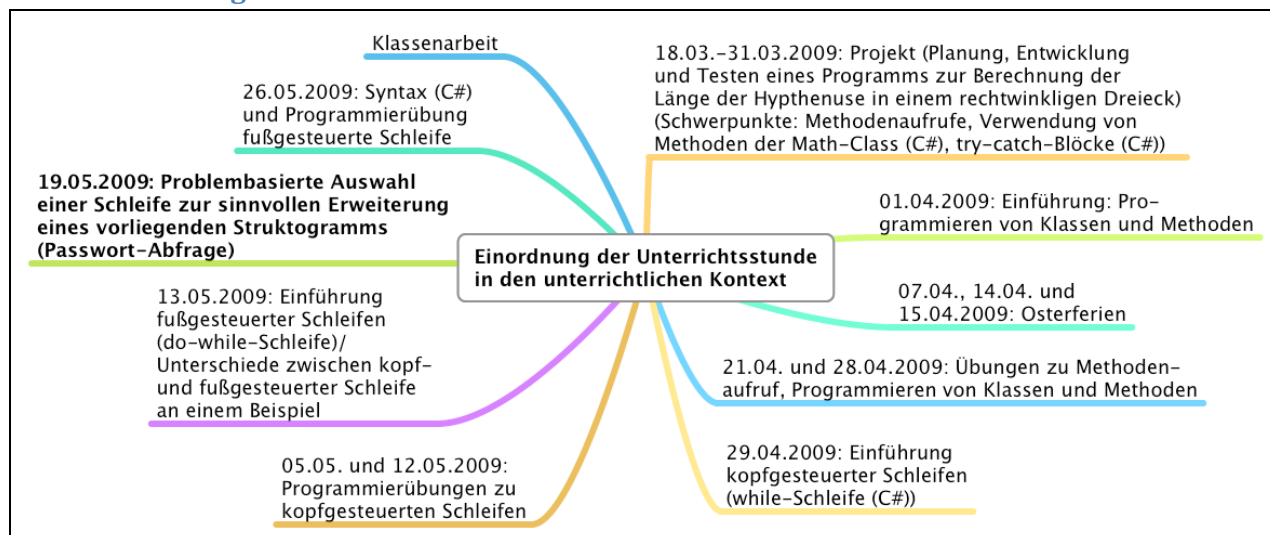 Einordnung der Unterrichtsstunde
in den unterrichtlichen Kontext
18.03.–31.03.2009: Projekt (Planung, Entwicklung
und Testen eines Programms zur Berechnung der
Länge der Hypthenuse in einem rechtwinkligen Dreieck)
(Schwerpunkte: Methodenaufrufe, Verwendung von
Methoden der Math-Class (C#), try-catch-Blöcke (C#))
01.04.2009: Einführung: Pro-
grammieren von Klassen und Methoden
07.04., 14.04. und
15.04.2009: Osterferien
21.04. und 28.04.2009: Übungen zu Methoden-
aufruf, Programmieren von Klassen und Methoden
29.04.2009: Einführung
kopfgesteuerter Schleifen
(while-Schleife (C#))
05.05. und 12.05.2009:
Programmierübungen zu
kopfgesteuerten Schleifen
13.05.2009: Einführung
fußgesteuerter Schleifen
(do-while-Schleife)/
Unterschiede zwischen kopf-
und fußgesteuerter Schleife
an einem Beispiel
19.05.2009: Problembasierte Auswahl
einer Schleife zur sinnvollen Erweiterung
eines vorliegenden Struktogramms
(Passwort-Abfrage)
26.05.2009: Syntax (C#)
und Programmierübung
fußgesteuerte Schleife
Klassenarbeit